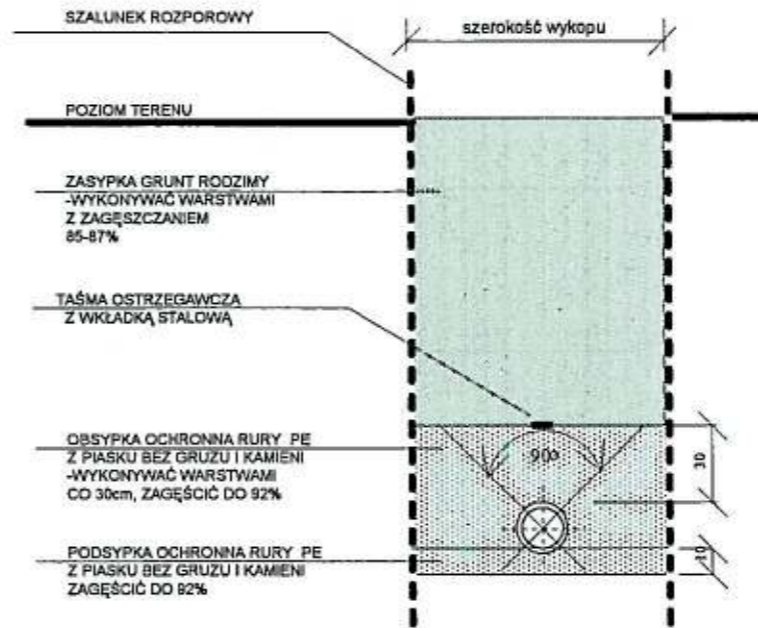 SZALUNEK ROZPOROWY
szerokość wykopu
POZIOM TERENU
ZASYPKA GRUNT RODZIMY
-WYKONYWAĆ WARSTWAMI
Z ZAGĘSZCZANIEM
85-87%
TAŚMA OSTRZEGAWCZA
Z WKŁADKĄ STALOWĄ
OBSYPKA OCHRONNA RURY PE
Z PIASKU BEZ GRUZU I KAMIENI
-WYKONYWAĆ WARSTWAMI
CO 30cm, ZAGĘŚCIĆ DO 92%
90°
30
PODSYPKA OCHRONNA RURY PE
Z PIASKU BEZ GRUZU I KAMIENI
ZAGĘŚCIĆ DO 92%
10